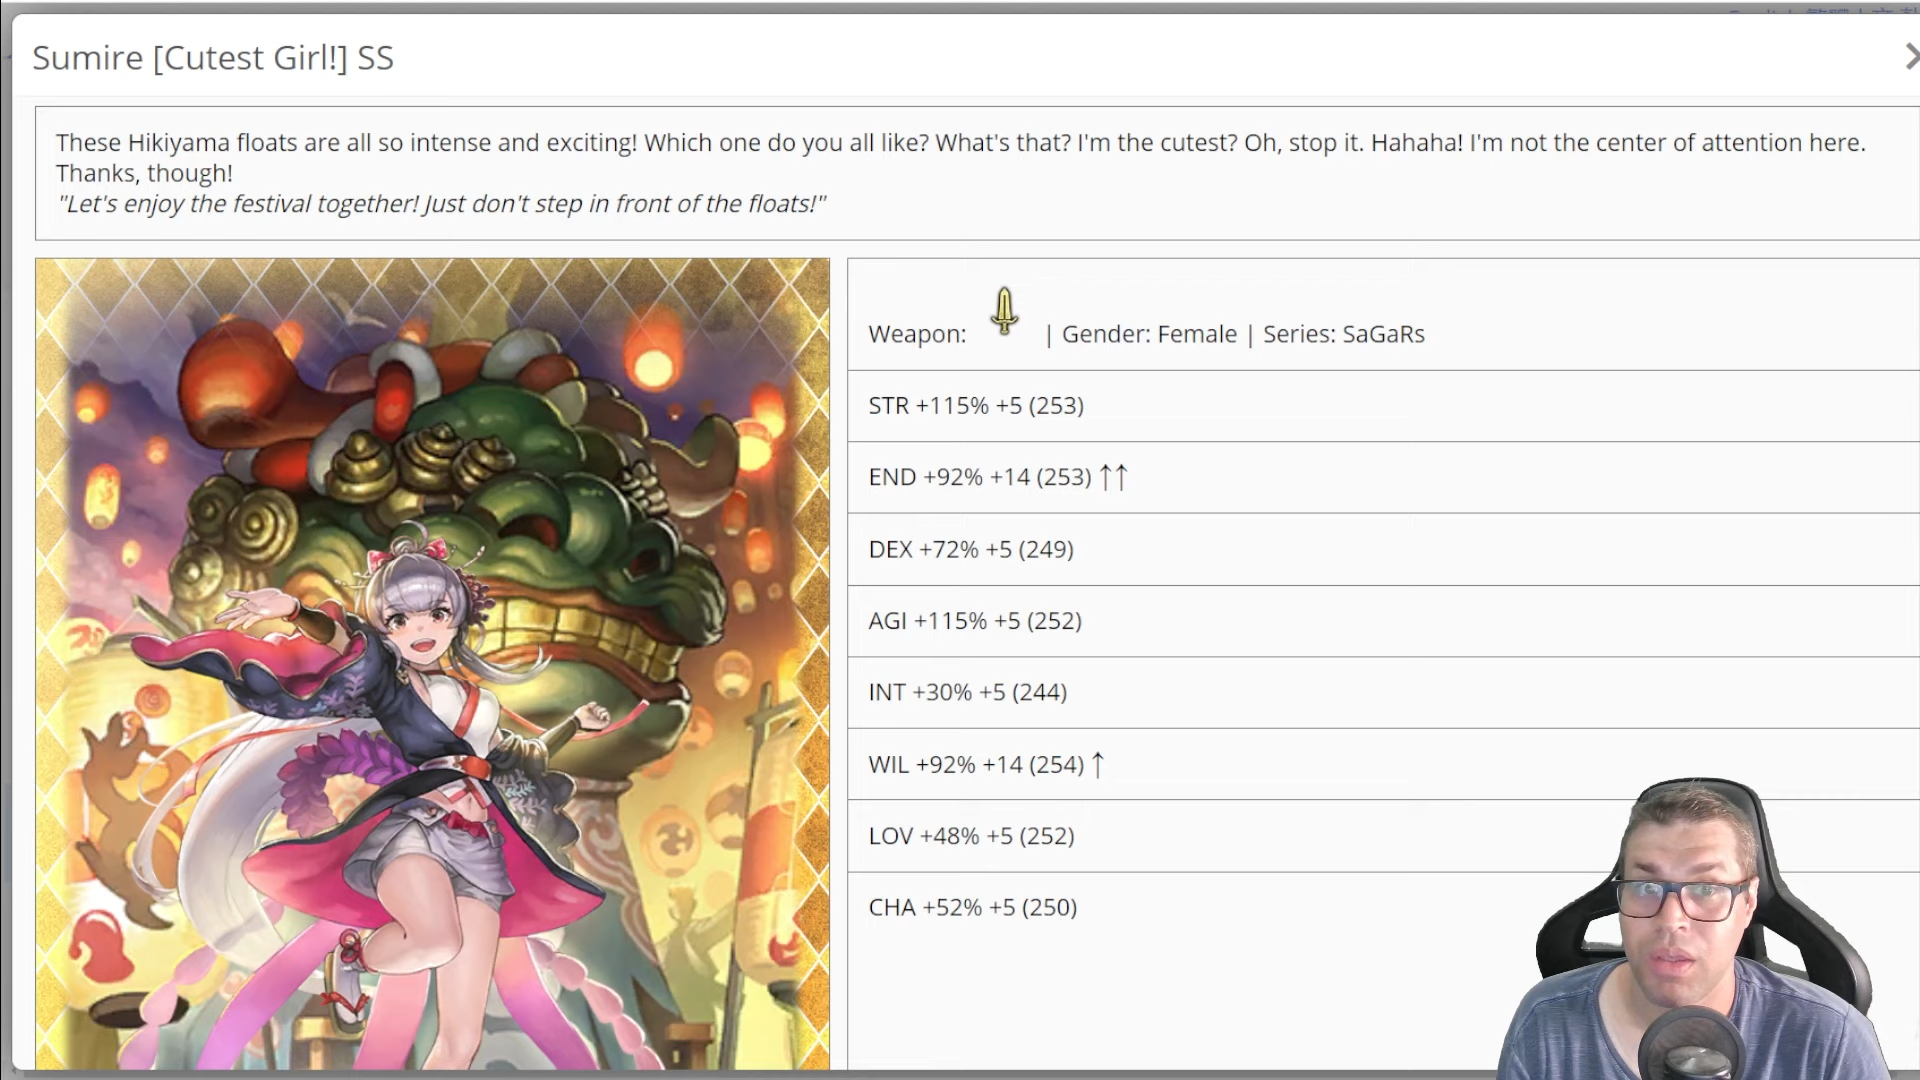 Sumire [Cutest Girl!] SS
These Hikiyama floats are all so intense and exciting! Which one do you all like? What's that? I'm the cutest? Oh, stop it. Hahaha! I'm not the center of attention here.
Thanks, though!
"Let's enjoy the festival together! Just don't step in front of the floats!"
Weapon: | Gender: Female | Series: SaGaRs
STR +115% +5 (253)
END +92% +14 (253) ↑↑
DEX +72% +5 (249)
AGI +115% +5 (252)
INT +30% +5 (244)
WIL +92% +14 (254) ↑
LOV +48% +5 (252)
CHA +52% +5 (250)